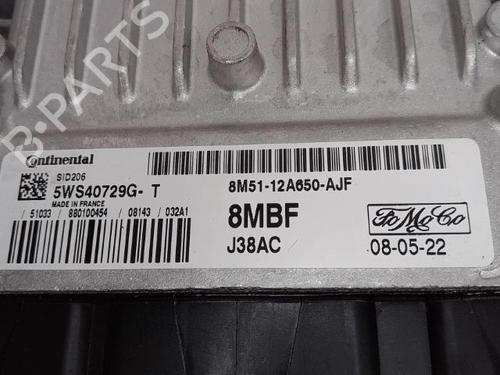 B-PARTS
Continental
SID206
5WS40729G- T
MADE IN FRANCE
/ 51033 / 880100454 / 08143 / 032A1
8M51-12A650-AJF
8MBF
J38AC
FoMoCo
08-05-22